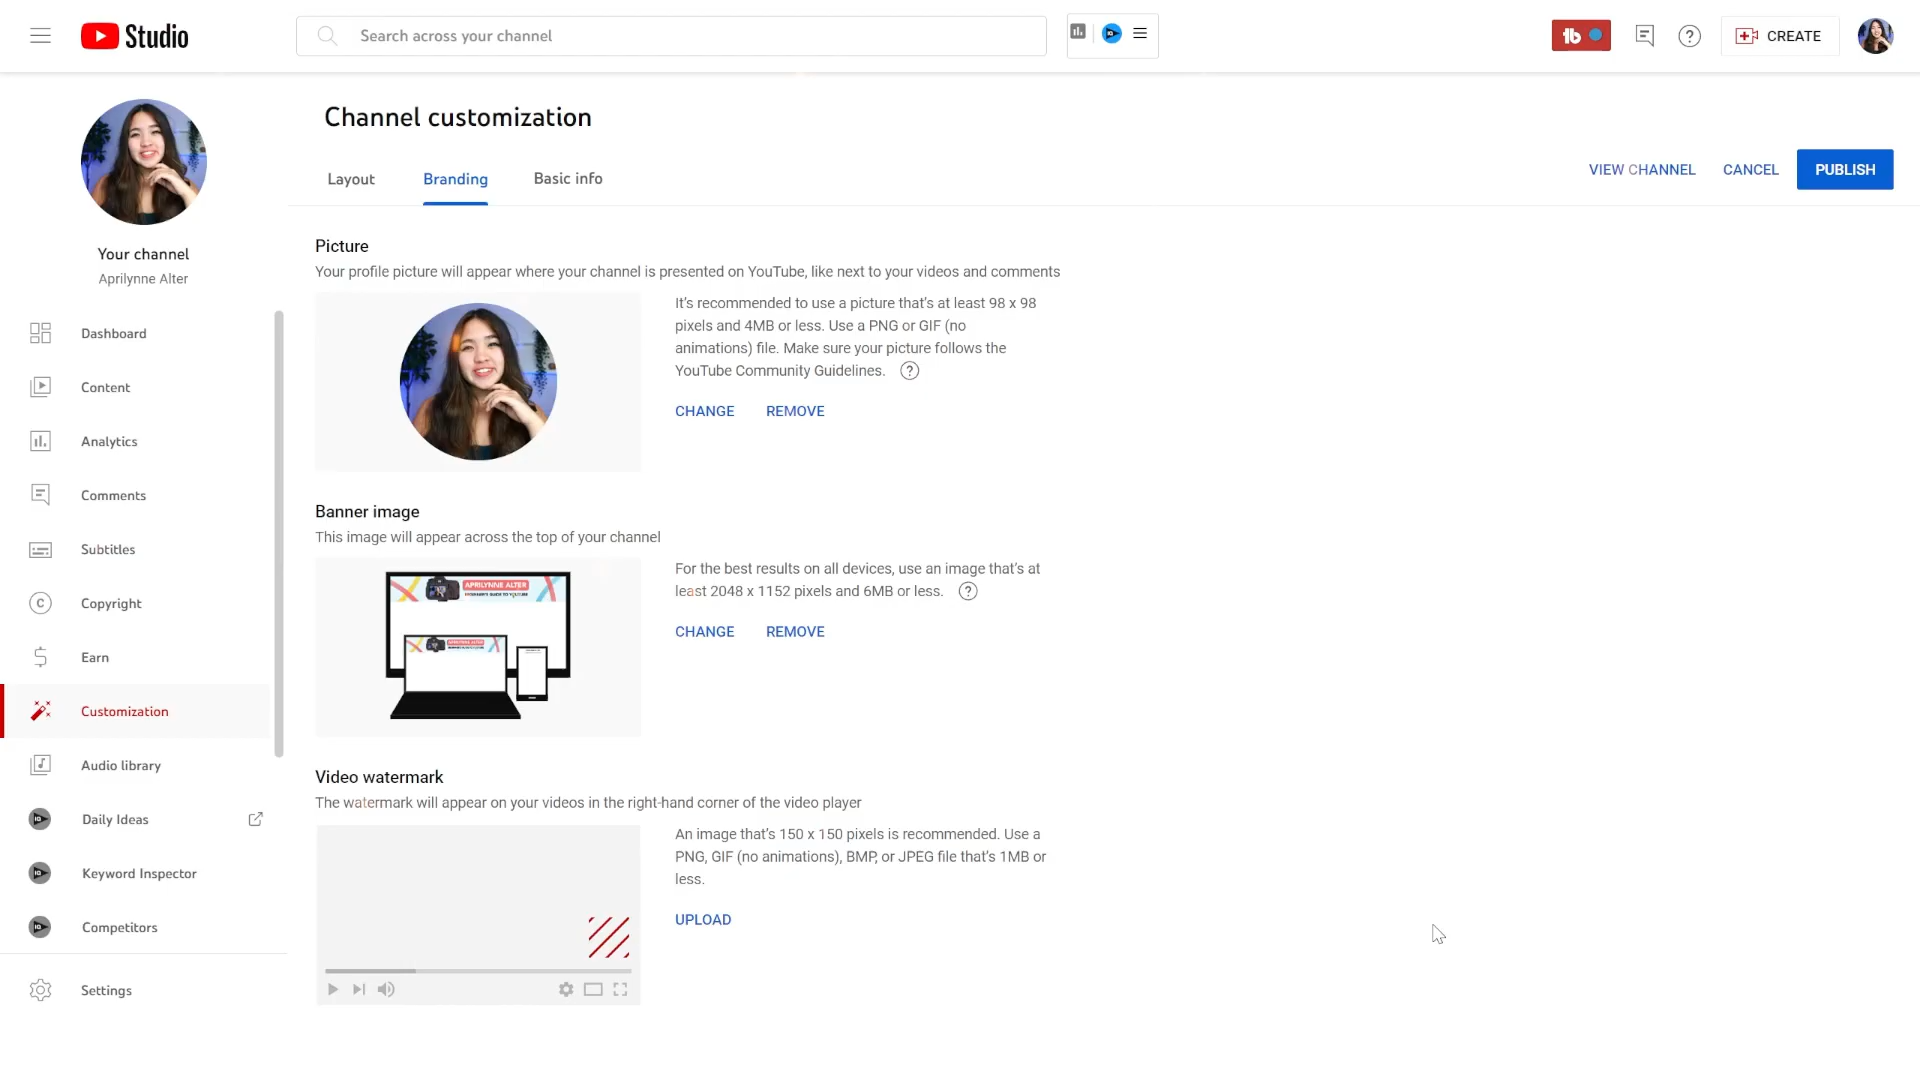 Studio
Search across your channel
CREATE
Channel customization
Layout
Branding
Basic info
VIEW CHANNEL
CANCEL
PUBLISH
Your channel
Aprilynne Alter
Dashboard
Content
Analytics
Comments
Subtitles
Copyright
Earn
Customization
Audio library
Daily Ideas
Keyword Inspector
Competitors
Settings
Picture
Your profile picture will appear where your channel is presented on YouTube, like next to your videos and comments
It's recommended to use a picture that's at least 98 x 98
pixels and 4MB or less. Use a PNG or GIF (no
animations) file. Make sure your picture follows the
YouTube Community Guidelines.
CHANGE
REMOVE
Banner image
This image will appear across the top of your channel
APRILYNNE ALTER
For the best results on all devices, use an image that's at
least 2048 x 1152 pixels and 6MB or less.
CHANGE
REMOVE
Video watermark
The watermark will appear on your videos in the right-hand corner of the video player
An image that's 150 x 150 pixels is recommended. Use a
PNG, GIF (no animations), BMP, or JPEG file that's 1MB or
less.
UPLOAD